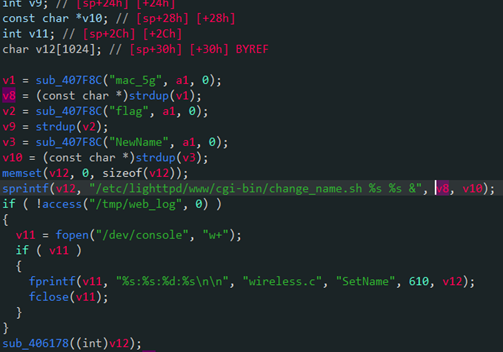 int v9; // [sp+24h] [+24h]
const char *v10; // [sp+28h] [+28h]
int v11; // [sp+2Ch] [+2Ch]
char v12[1024]; // [sp+30h] [+30h] BYREF
v1 = sub_407F8C("mac_5g", a1, 0);
v8 = (const char *)strdup(v1);
v2 = sub_407F8C("flag", a1, 0);
v9 = strdup(v2);
v3 = sub_407F8C("NewName", a1, 0);
v10 = (const char *)strdup(v3);
memset(v12, 0, sizeof(v12));
sprintf(v12, "/etc/lighttpd/www/cgi-bin/change_name.sh %s %s &", v8, v10);
if ( !access("/tmp/web_log", 0) )
{
v11 = fopen("/dev/console", "w+");
if ( v11 )
{
fprintf(v11, "%s:%s:%d:%s\n\n", "wireless.c", "SetName", 610, v12);
fclose(v11);
}
}
sub_406178((int)v12);